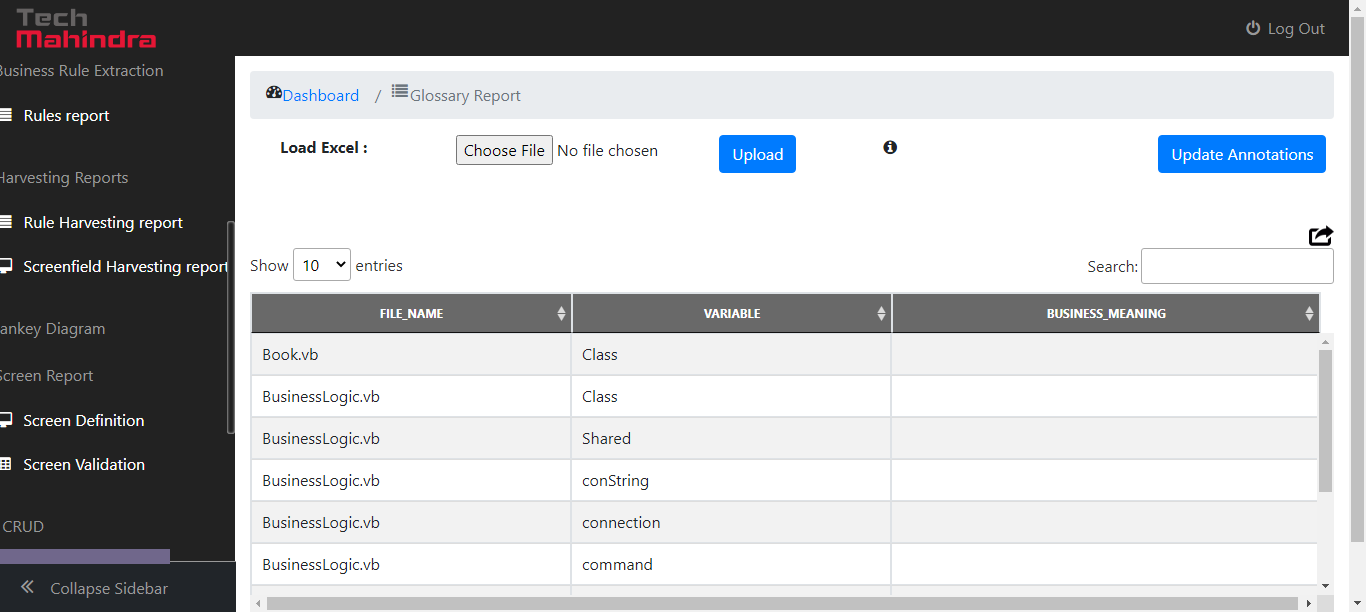 Tech
Mahindra
Log Out
Business Rule Extraction
Rules report
Harvesting Reports
Rule Harvesting report
Screenfield Harvesting report
ankey Diagram
Screen Report
Screen Definition
Screen Validation
CRUD
Collapse Sidebar
Dashboard / Glossary Report
Load Excel : Choose File No file chosen Upload Update Annotations
Show 10 entries Search:
FILE_NAME VARIABLE BUSINESS_MEANING
Book.vb Class
BusinessLogic.vb Class
BusinessLogic.vb Shared
BusinessLogic.vb conString
BusinessLogic.vb connection
BusinessLogic.vb command